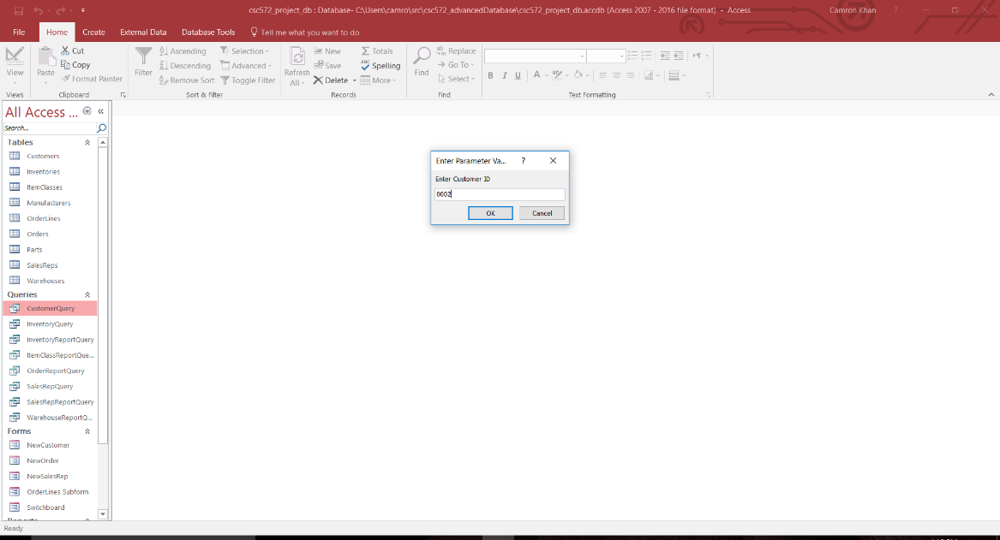 csc572_project_db : Database- C:\Users\camro\src\csc572_advancedDatabase\csc572_project_db.accdb (Access 2007 - 2016 file format) - Access
Camron Khan
?
File
Home
Create
External Data
Database Tools
Tell me what you want to do
View
Views
Paste
Cut
Copy
Format Painter
Clipboard
Filter
Ascending
Descending
Remove Sort
Selection
Advanced
Toggle Filter
Sort & Filter
Refresh All
New
Save
Delete
Totals
Spelling
More
Records
Find
Replace
Go To
Select
Find
B I U A
Text Formatting
All Access ...
Search...
Tables
Customers
Inventories
ItemClasses
Manufacturers
OrderLines
Orders
Parts
SalesReps
Warehouses
Queries
CustomerQuery
InventoryQuery
InventoryReportQuery
ItemClassReportQue...
OrderReportQuery
SalesRepQuery
SalesRepReportQuery
WarehouseReportQ...
Forms
NewCustomer
NewOrder
NewSalesRep
OrderLines Subform
Switchboard
Reports
Enter Parameter Va...
?
Enter Customer ID
0002
OK
Cancel
Ready